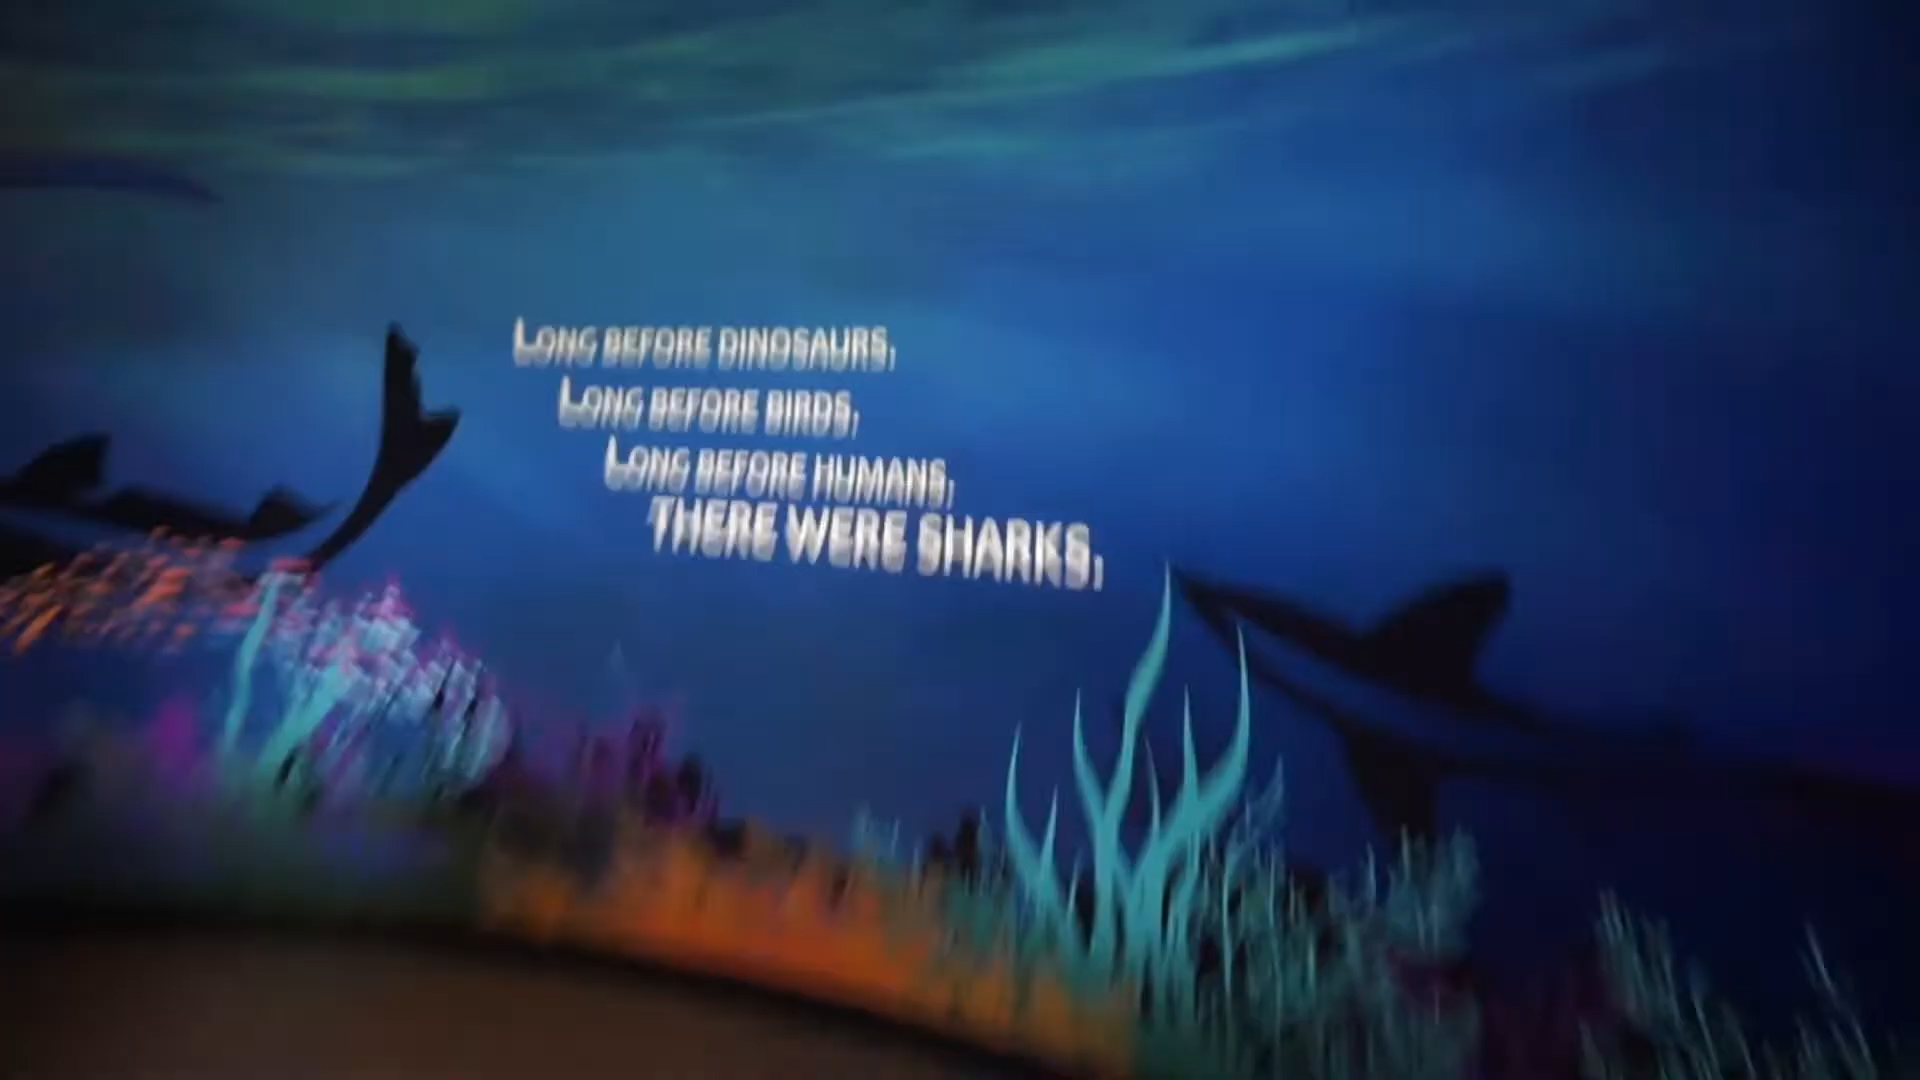 Long before dinosaurs,
Long before birds,
Long before humans,
THERE WERE SHARKS.